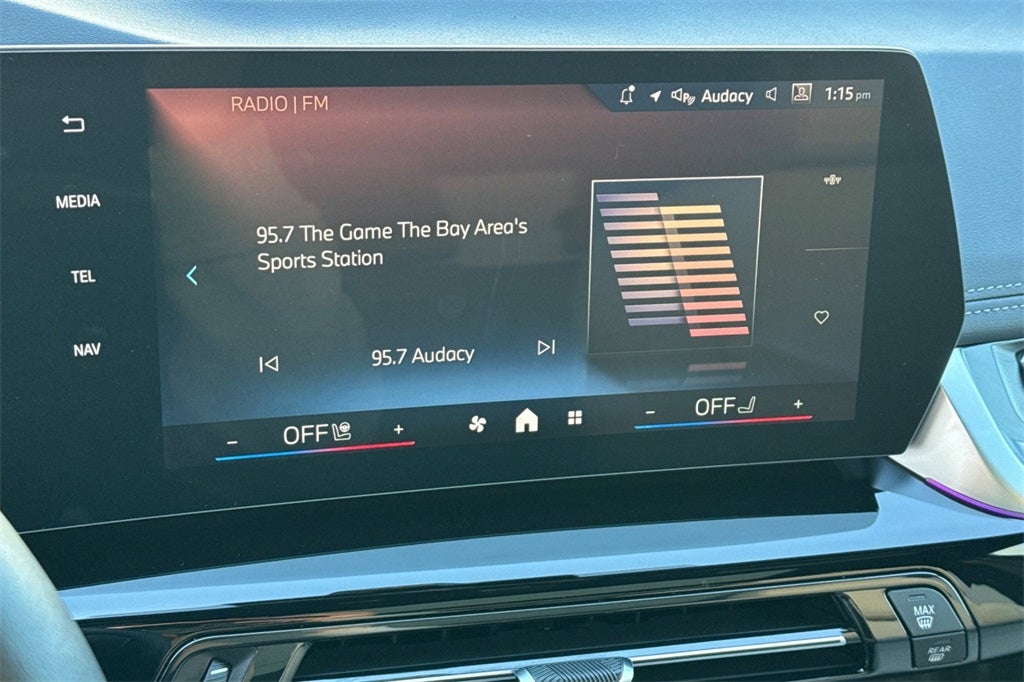 RADIO | FM
Audacy 1:15 pm
MEDIA
TEL
NAV
95.7 The Game The Bay Area's
Sports Station
95.7 Audacy
- OFF +
- OFF +
MAX
REAR